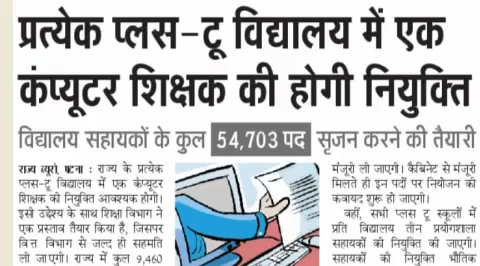 प्रत्येक प्लस-टू विद्यालय में एक
कंप्यूटर शिक्षक की होगी नियुक्ति
विद्यालय सहायकों के कुल 54,703 पद सृजन करने की तैयारी
राज्य ब्यूरो, पटना : राज्य के प्रत्येक
प्लस-टू विद्यालय में एक कंप्यूटर
शिक्षक की नियुक्ति आवश्यक होगी।
इसी उद्देश्य के साथ शिक्षा विभाग ने
एक प्रस्ताव तैयार किया है, जिसपर
वित्त विभाग से जल्द ही सहमति
ली जाएगी। राज्य में कुल 9,460
मंजूरी ली जाएगी। कैबिनेट से मंजूरी
मिलते ही इन पदों पर नियोजन की
कवायद शुरू हो जाएगी।
वहीं, सभी प्लस टू स्कूलों में
प्रति विद्यालय तीन प्रयोगशाला
सहायकों की नियुक्ति की जाएगी।
सहायकों की नियुक्ति भौतिक